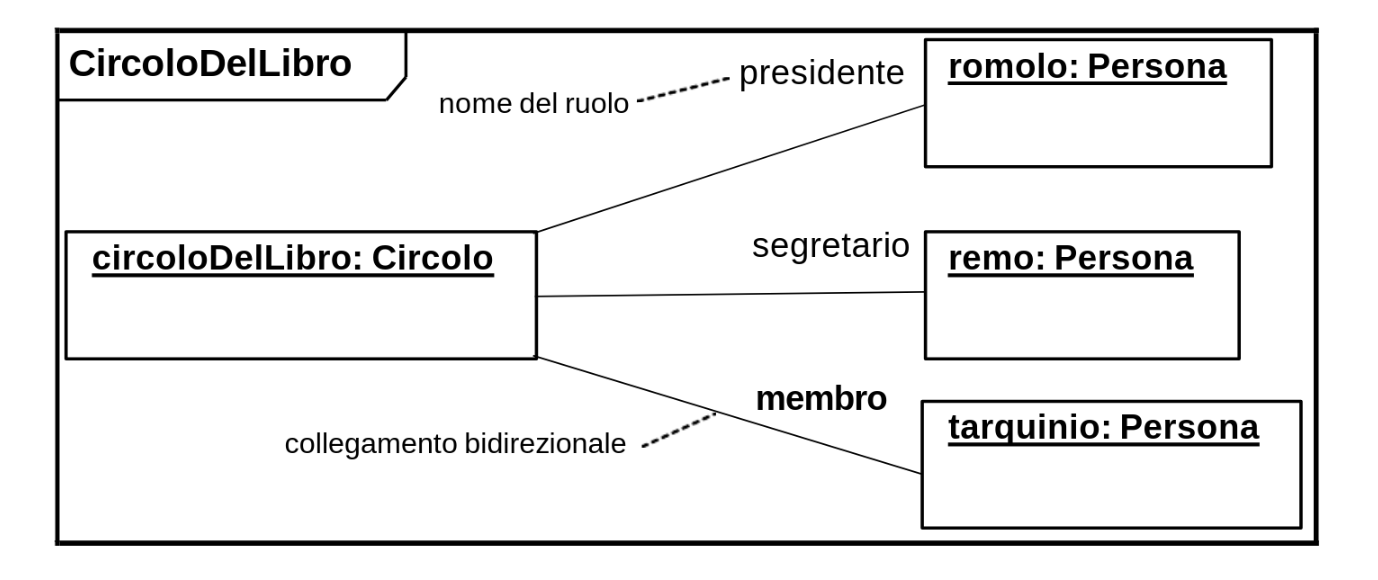 CircoloDelLibro
nome del ruolo
presidente
romolo: Persona
circoloDelLibro: Circolo
segretario
remo: Persona
membro
tarquinio: Persona
collegamento bidirezionale